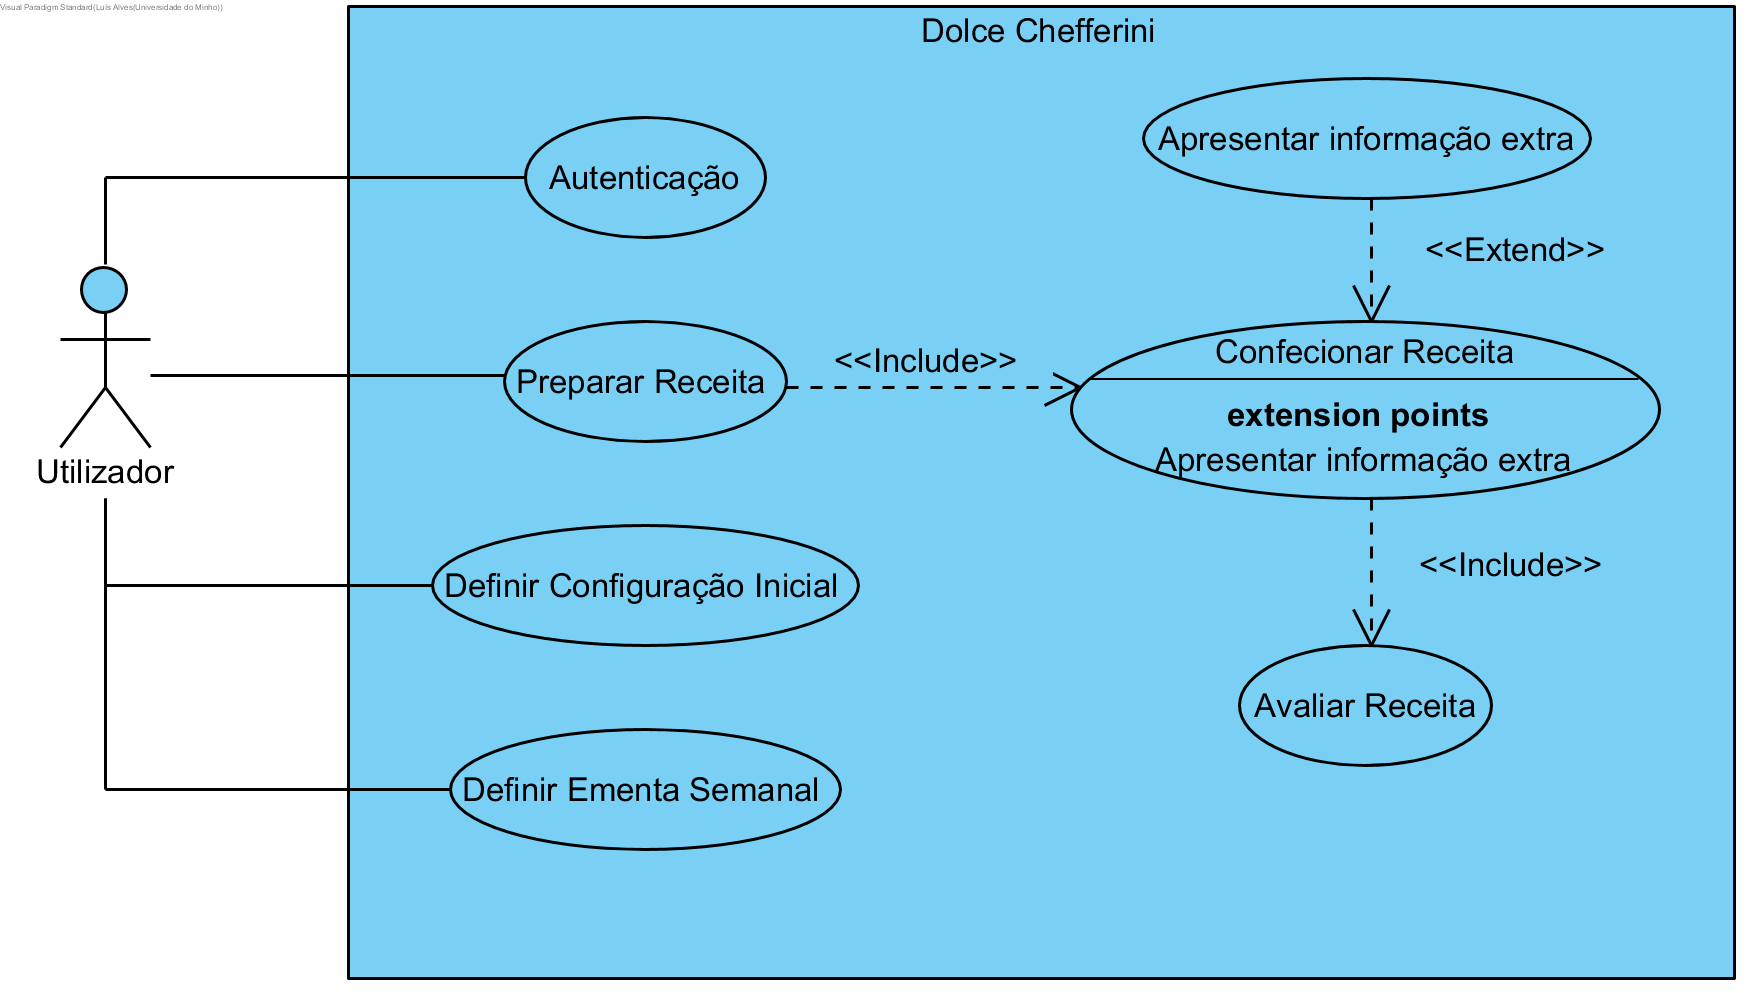 Visual Paradigm Standard(Luís Alves(Universidade do Minho))
Dolce Chefferini
Apresentar informação extra
Autenticação
<<Extend>>
Confecionar Receita
<<Include>>
Preparar Receita
extension points
Apresentar informação extra
Utilizador
<<Include>>
Definir Configuração Inicial
Avaliar Receita
Definir Ementa Semanal